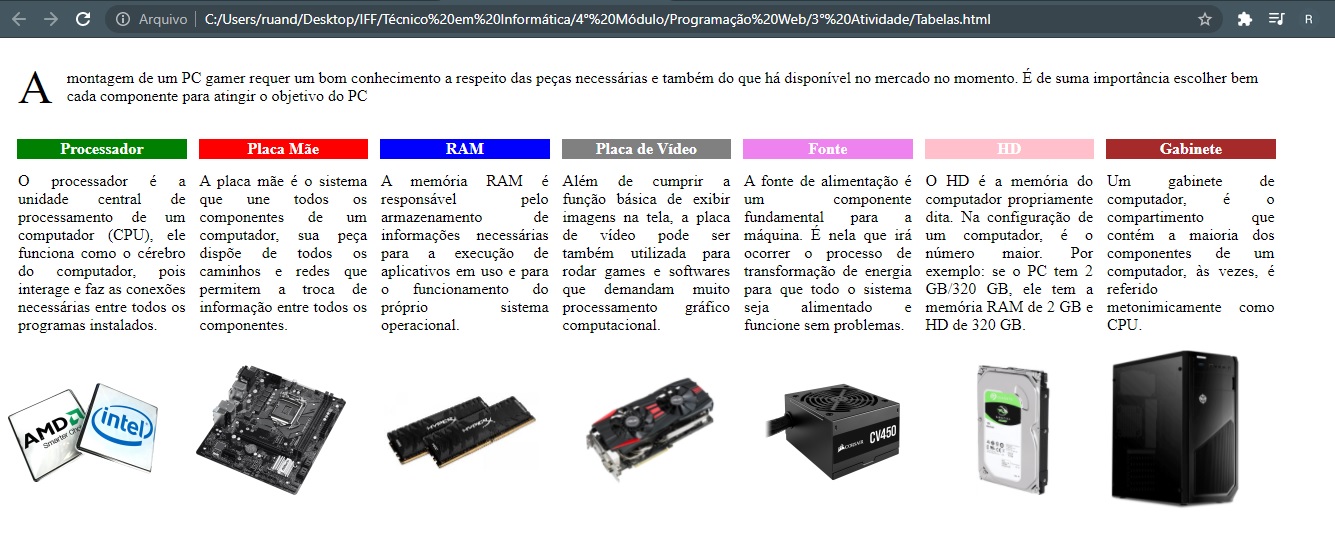 Arquivo | C:/Users/ruand/Desktop/IFF/Técnico%20em%20Informática/4°%20Módulo/Programação%20Web/3°%20Atividade/Tabelas.html
R
A montagem de um PC gamer requer um bom conhecimento a respeito das peças necessárias e também do que há disponível no mercado no momento. É de suma importância escolher bem
cada componente para atingir o objetivo do PC
Processador
O processador é a
unidade central de
processamento de um
computador (CPU), ele
funciona como o cérebro
do computador, pois
interage e faz as conexões
necessárias entre todos os
programas instalados.
Placa Mãe
A placa mãe é o sistema
que une todos os
componentes de um
computador, sua peça
dispõe de todos os
caminhos e redes que
permitem a troca de
informação entre todos os
componentes.
RAM
A memória RAM é
responsável pelo
armazenamento de
informações necessárias
para a execução de
aplicativos em uso e para
o funcionamento do
próprio sistema
operacional.
Placa de Vídeo
Além de cumprir a
função básica de exibir
imagens na tela, a placa
de vídeo pode ser
também utilizada para
rodar games e softwares
que demandam muito
processamento gráfico
computacional.
Fonte
A fonte de alimentação é
um componente
fundamental para a
máquina. É nela que irá
ocorrer o processo de
transformação de energia
para que todo o sistema
seja alimentado e
funcione sem problemas.
HD
O HD é a memória do
computador propriamente
dita. Na configuração de
um computador, é o
número maior. Por
exemplo: se o PC tem 2
GB/320 GB, ele tem a
memória RAM de 2 GB e
HD de 320 GB.
Gabinete
Um gabinete de
computador, é o
compartimento que
contém a maioria dos
componentes de um
computador, às vezes, é
referido
metonimicamente como
CPU.
AMD
intel
HYPERX
HYPERX
CORSAIR
CV450